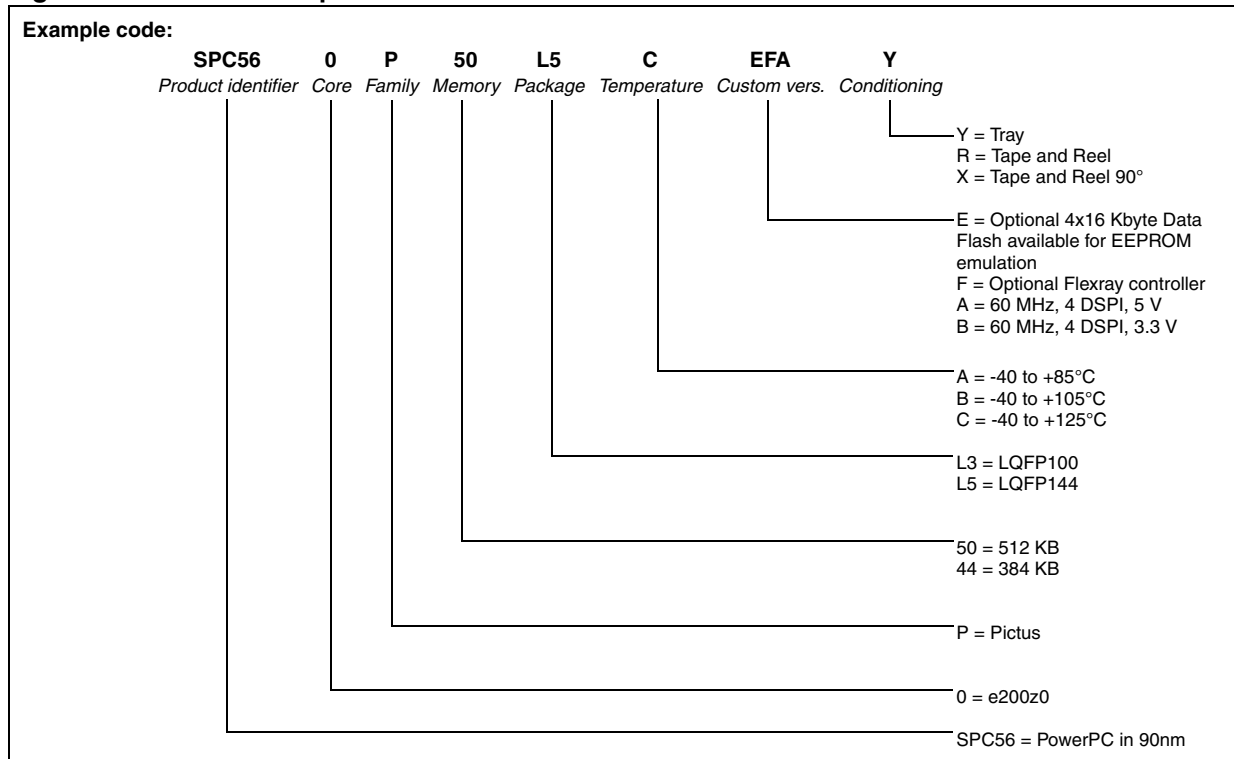 Example code:
SPC56 0 P 50 L5 C EFA Y
Product identifier Core Family Memory Package Temperature Custom vers. Conditioning
Y = Tray
R = Tape and Reel
X = Tape and Reel 90°
E = Optional 4x16 Kbyte Data
Flash available for EEPROM
emulation
F = Optional Flexray controller
A = 60 MHz, 4 DSPI, 5 V
B = 60 MHz, 4 DSPI, 3.3 V
A = -40 to +85°C
B = -40 to +105°C
C = -40 to +125°C
L3 = LQFP100
L5 = LQFP144
50 = 512 KB
44 = 384 KB
P = Pictus
0 = e200z0
SPC56 = PowerPC in 90nm